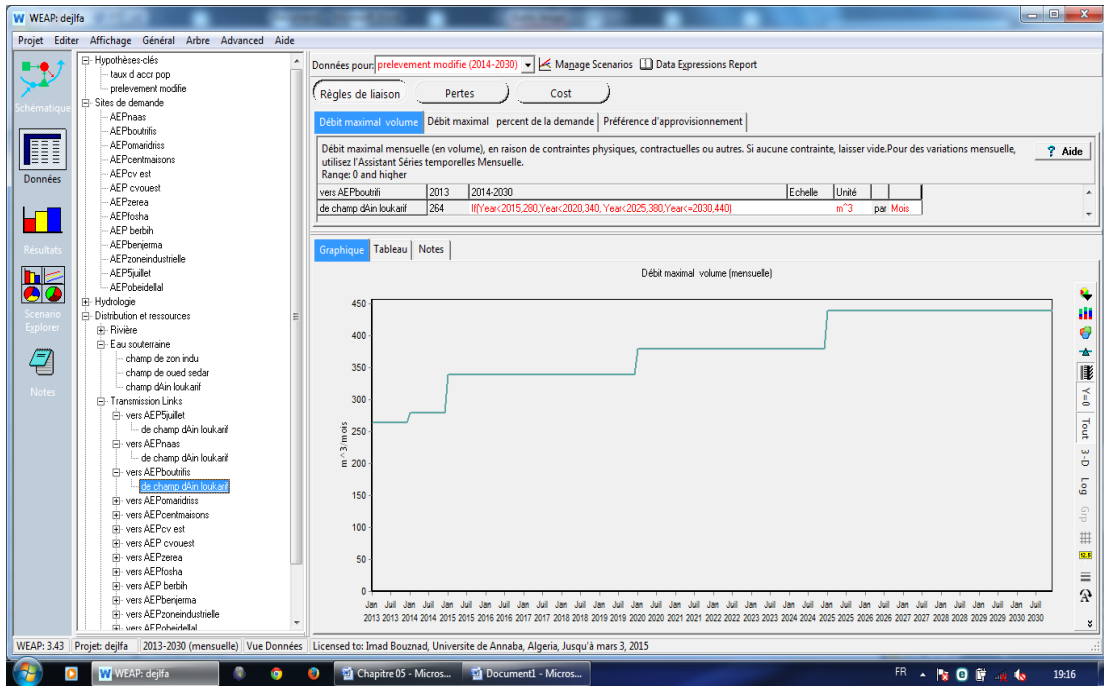 WEAP: dejlfa
Projet Editer Affichage Général Arbre Advanced Aide
Schématique
Données
Résultats
Scenario Explorer
Notes
Hypothèses-clés
taux d accr pop
prelevement modifie
Sites de demande
AEPnaas
AEPboutrifis
AEPomaridriss
AEPcentmaisons
AEPcv est
AEP cvouest
AEPzerea
AEPfosha
AEP berbih
AEPbenjerma
AEPzoneindustrielle
AEP5juillet
AEPobeidellal
Hydrologie
Distribution et ressources
Rivière
Eau souterraine
champ de zon indu
champ de oued sedar
champ dAin loukarif
Transmission Links
vers AEP5juillet
de champ dAin loukarif
vers AEPnaas
de champ dAin loukarif
vers AEPboutrifis
de champ dAin loukarif
vers AEPomaridriss
vers AEPcentmaisons
vers AEPcv est
vers AEP cvouest
vers AEPzerea
vers AEPfosha
vers AEP berbih
vers AEPbenjerma
vers AEPzoneindustrielle
vers AEPobeidellal
Données pour: prelevement modifie (2014-2030) Manage Scenarios Data Expressions Report
Règles de liaison Pertes Cost
Débit maximal volume Débit maximal percent de la demande Préférence d'approvisionnement
Débit maximal mensuelle (en volume), en raison de contraintes physiques, contractuelles ou autres. Si aucune contrainte, laisser vide.Pour des variations mensuelle,
utilisez l'Assistant Séries temporelles Mensuelle.
Range: 0 and higher
? Aide
vers AEPboutrifi 2013 2014-2030 Echelle Unité
de champ dAin loukarif 264 If(Year<2015,280,Year<2020,340, Year<2025,380,Year<=2030,440) m^3 par Mois
Graphique Tableau Notes
Débit maximal volume (mensuelle)
m^3/mois
450
400
350
300
250
200
150
100
50
0
Jan Juil Jan Juil Jan Juil Jan Juil Jan Juil Jan Juil Jan Juil Jan Juil Jan Juil Jan Juil Jan Juil Jan Juil Jan Juil Jan Juil Jan Juil Jan Juil Jan Juil Jan Juil
2013 2013 2014 2014 2015 2015 2016 2016 2017 2017 2018 2018 2019 2019 2020 2020 2021 2021 2022 2022 2023 2023 2024 2024 2025 2025 2026 2026 2027 2027 2028 2028 2029 2029 2030 2030
Y=0
Tout
3-D
Log
Grp
12.5
WEAP: 3.43 Projet: dejlfa 2013-2030 (mensuelle) Vue Données Licensed to: Imad Bouznad, Universite de Annaba, Algeria, Jusqu'à mars 3, 2015
WEAP: dejlfa Chapitre 05 - Micros... Document1 - Micros... FR 19:16